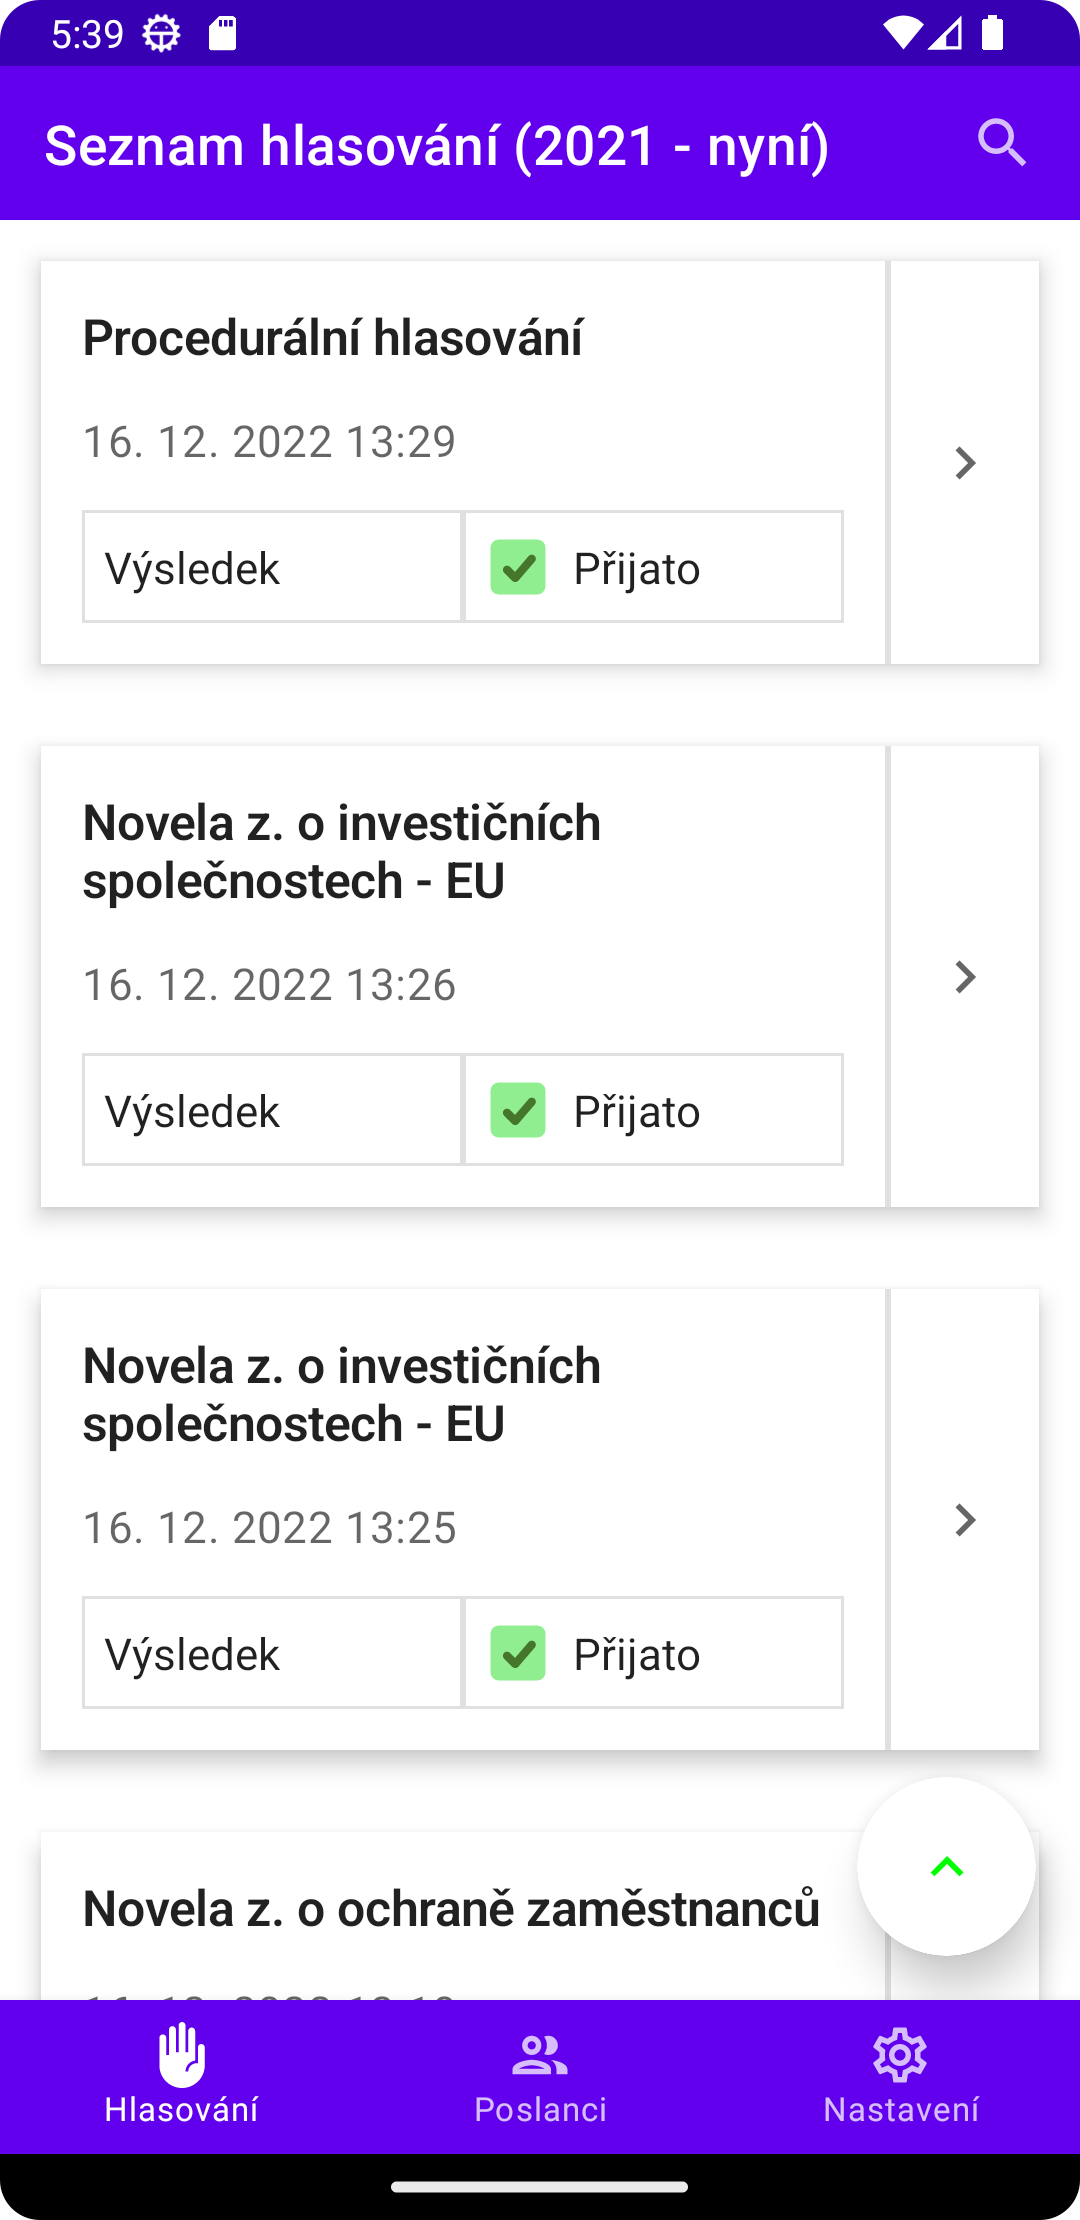 5:39
Seznam hlasování (2021 - nyní)
Procedurální hlasování
16. 12. 2022 13:29
Výsledek
Přijato
Novela z. o investičních
společnostech - EU
16. 12. 2022 13:26
Výsledek
Přijato
Novela z. o investičních
společnostech - EU
16. 12. 2022 13:25
Výsledek
Přijato
Novela z. o ochraně zaměstnanců
Hlasování
Poslanci
Nastavení